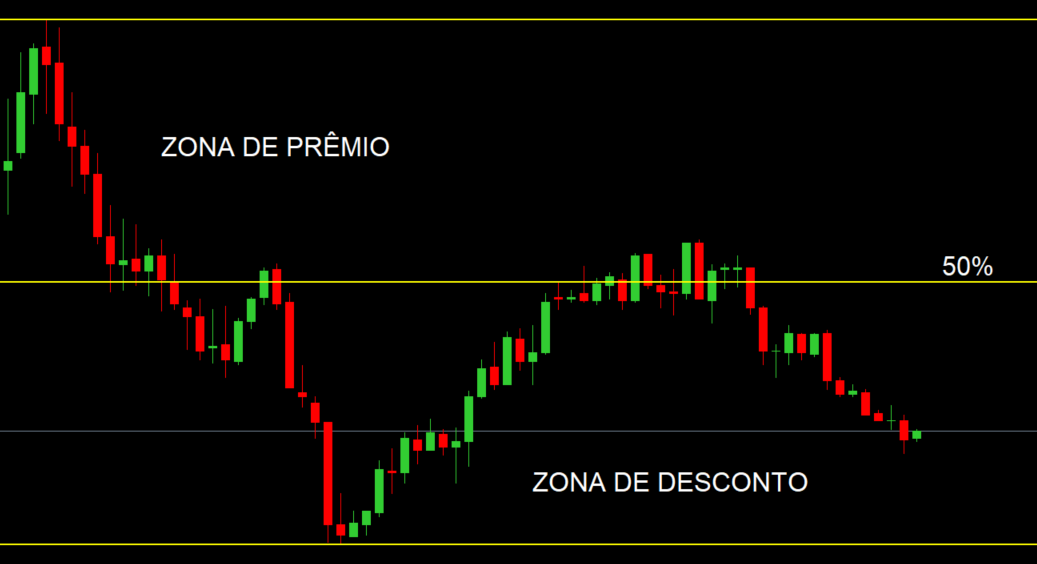 ZONA DE PRÊMIO
50%
ZONA DE DESCONTO